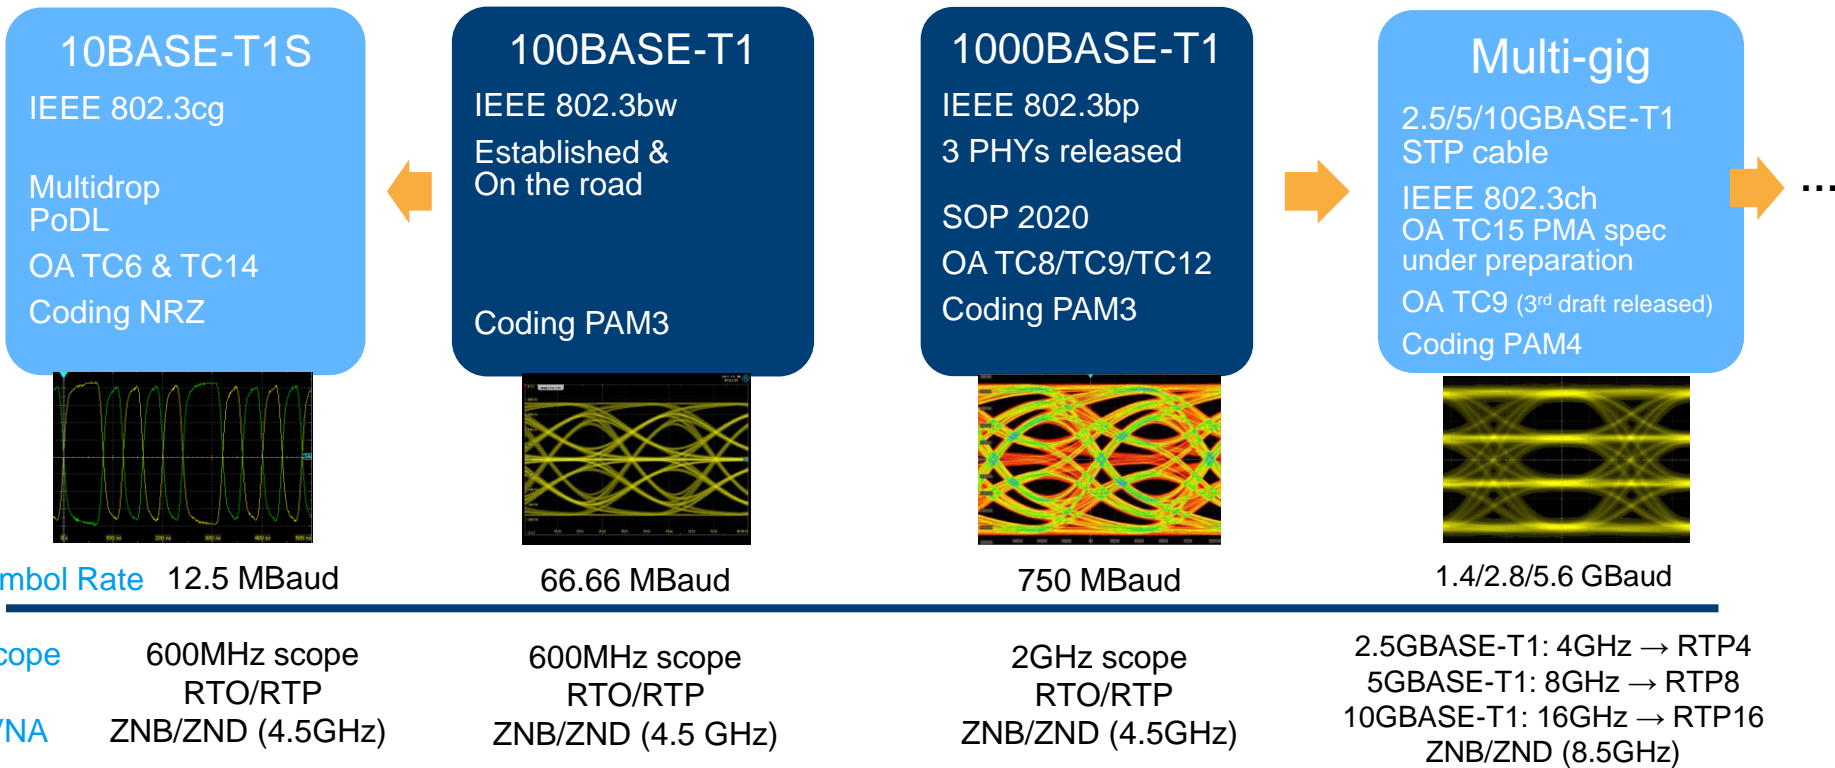 10BASE-T1S
IEEE 802.3cg
Multidrop
PoDL
OA TC6 & TC14
Coding NRZ
100BASE-T1
IEEE 802.3bw
Established &
On the road
Coding PAM3
1000BASE-T1
IEEE 802.3bp
3 PHYs released
SOP 2020
OA TC8/TC9/TC12
Coding PAM3
Multi-gig
2.5/5/10GBASE-T1
STP cable
IEEE 802.3ch
OA TC15 PMA spec
under preparation
OA TC9 (3rd draft released)
Coding PAM4
...
mbol Rate 12.5 MBaud 66.66 MBaud 750 MBaud 1.4/2.8/5.6 GBaud
cope
VNA
600MHz scope
RTO/RTP
ZNB/ZND (4.5GHz)
600MHz scope
RTO/RTP
ZNB/ZND (4.5 GHz)
2GHz scope
RTO/RTP
ZNB/ZND (4.5GHz)
2.5GBASE-T1: 4GHz → RTP4
5GBASE-T1: 8GHz → RTP8
10GBASE-T1: 16GHz → RTP16
ZNB/ZND (8.5GHz)